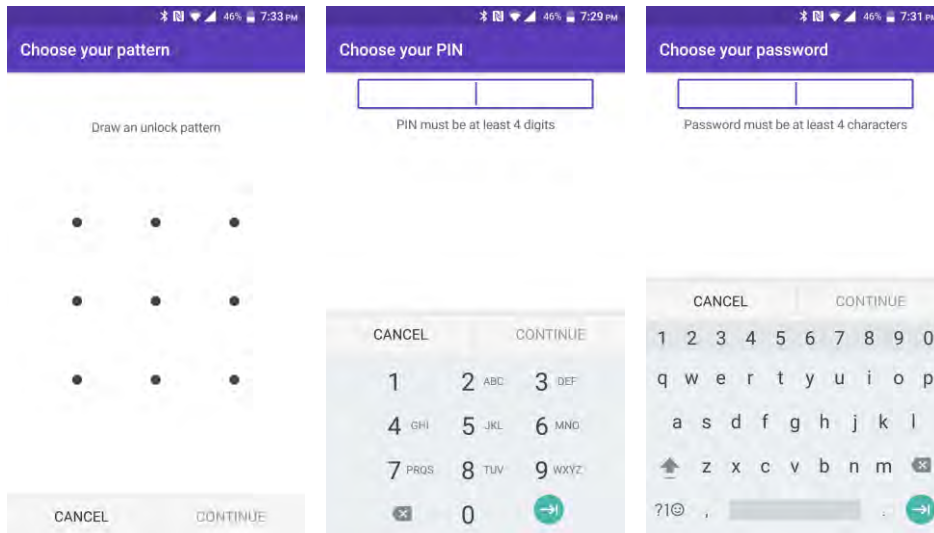 46% 7:33 PM
Choose your pattern
Draw an unlock pattern
CANCEL CONTINUE
46% 7:29 PM
Choose your PIN
PIN must be at least 4 digits
CANCEL CONTINUE
1 2 ABC 3 DEF
4 GHI 5 JKL 6 MNO
7 PRQS 8 TUV 9 WXYZ
0
46% 7:31 PM
Choose your password
Password must be at least 4 characters
CANCEL CONTINUE
1 2 3 4 5 6 7 8 9 0
q w e r t y u i o p
a s d f g h j k l
z x c v b n m
?1☺ , .